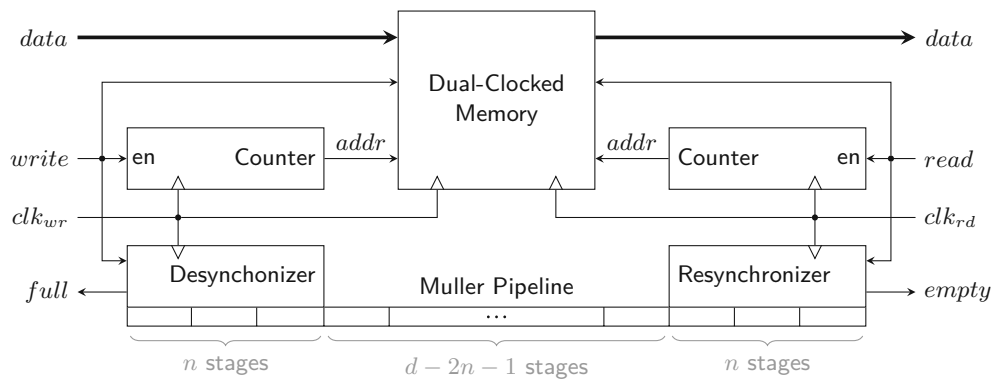 data
data
Dual-Clocked
Memory
write
en
Counter
addr
addr
Counter
en
read
clk_wr
clk_rd
Desynchonizer
Resynchronizer
full
Muller Pipeline
empty
...
n stages
d − 2n − 1 stages
n stages